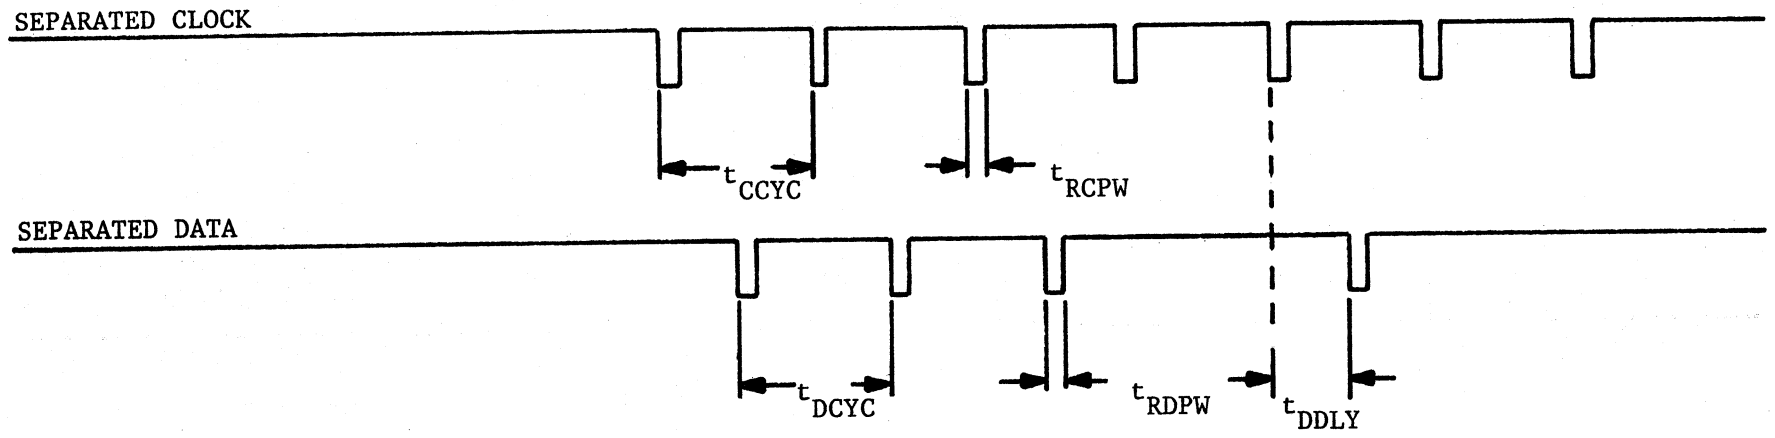 SEPARATED CLOCK
tCCYC
tRCPW
SEPARATED DATA
tDCYC
tRDPW
tDDLY